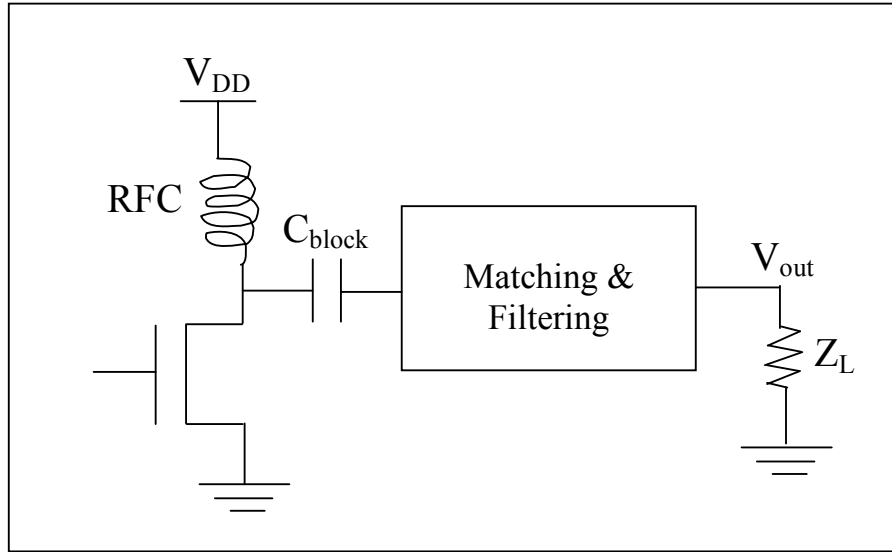 V_DD
RFC
C_block
Matching &
Filtering
V_out
Z_L